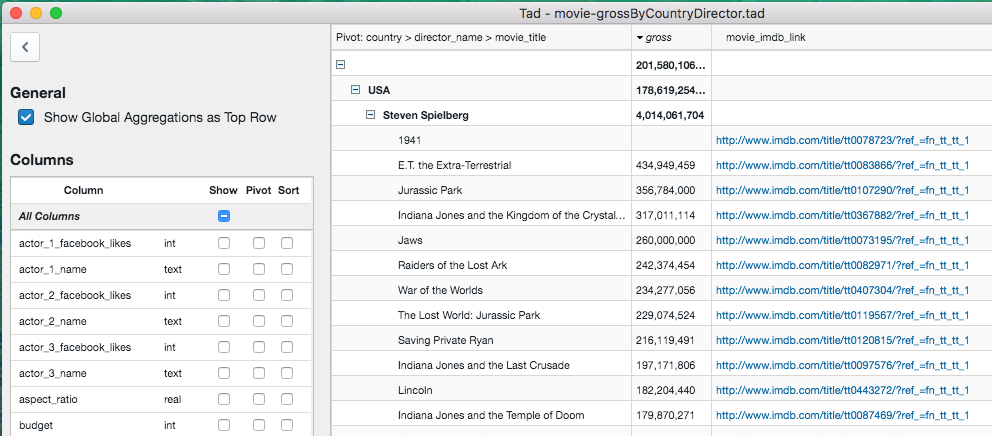 Tad - movie-grossByCountryDirector.tad
General
Show Global Aggregations as Top Row
Columns
Column Show Pivot Sort
All Columns
actor_1_facebook_likes int
actor_1_name text
actor_2_facebook_likes int
actor_2_name text
actor_3_facebook_likes int
actor_3_name text
aspect_ratio real
budget int
Pivot: country > director_name > movie_title gross movie_imdb_link
201,580,106...
USA 178,619,254...
Steven Spielberg 4,014,061,704
1941 http://www.imdb.com/title/tt0078723/?ref_=fn_tt_tt_1
E.T. the Extra-Terrestrial 434,949,459 http://www.imdb.com/title/tt0083866/?ref_=fn_tt_tt_1
Jurassic Park 356,784,000 http://www.imdb.com/title/tt0107290/?ref_=fn_tt_tt_1
Indiana Jones and the Kingdom of the Crystal... 317,011,114 http://www.imdb.com/title/tt0367882/?ref_=fn_tt_tt_1
Jaws 260,000,000 http://www.imdb.com/title/tt0073195/?ref_=fn_tt_tt_1
Raiders of the Lost Ark 242,374,454 http://www.imdb.com/title/tt0082971/?ref_=fn_tt_tt_1
War of the Worlds 234,277,056 http://www.imdb.com/title/tt0407304/?ref_=fn_tt_tt_1
The Lost World: Jurassic Park 229,074,524 http://www.imdb.com/title/tt0119567/?ref_=fn_tt_tt_1
Saving Private Ryan 216,119,491 http://www.imdb.com/title/tt0120815/?ref_=fn_tt_tt_1
Indiana Jones and the Last Crusade 197,171,806 http://www.imdb.com/title/tt0097576/?ref_=fn_tt_tt_1
Lincoln 182,204,440 http://www.imdb.com/title/tt0443272/?ref_=fn_tt_tt_1
Indiana Jones and the Temple of Doom 179,870,271 http://www.imdb.com/title/tt0087469/?ref_=fn_tt_tt_1